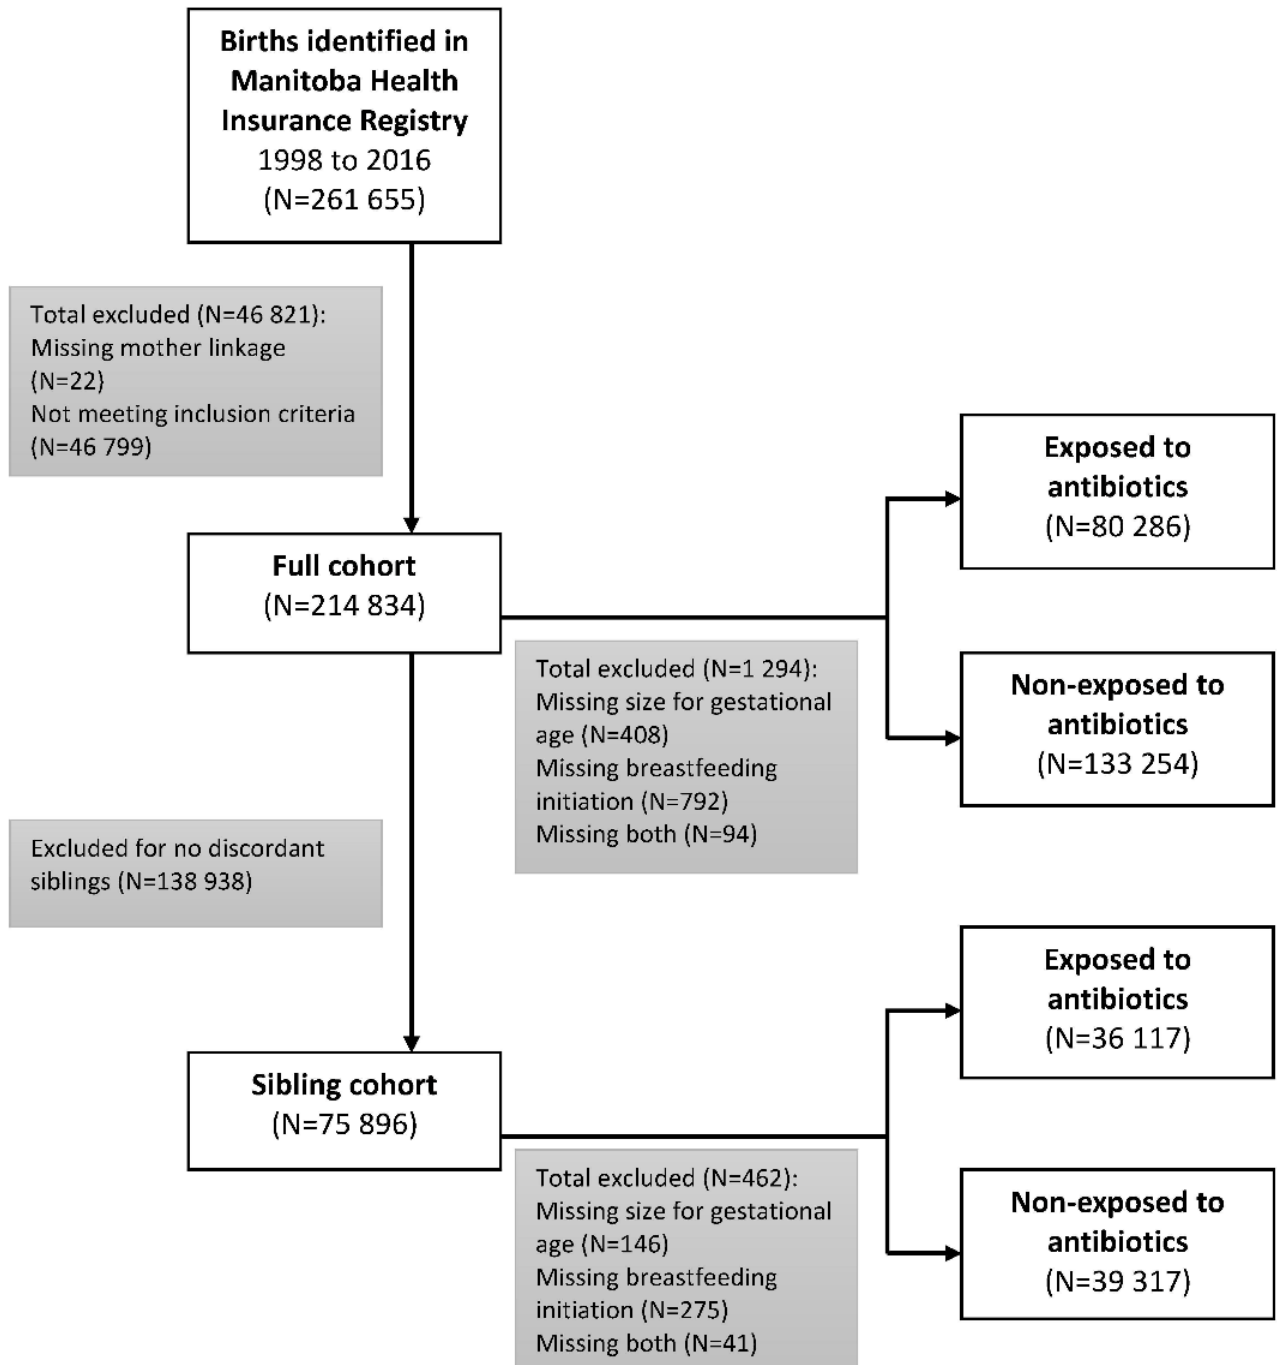 Births identified in
Manitoba Health
Insurance Registry
1998 to 2016
(N=261 655)
Total excluded (N=46 821):
Missing mother linkage
(N=22)
Not meeting inclusion criteria
(N=46 799)
Full cohort
(N=214 834)
Exposed to
antibiotics
(N=80 286)
Total excluded (N=1 294):
Missing size for gestational
age (N=408)
Missing breastfeeding
initiation (N=792)
Missing both (N=94)
Non-exposed to
antibiotics
(N=133 254)
Excluded for no discordant
siblings (N=138 938)
Sibling cohort
(N=75 896)
Exposed to
antibiotics
(N=36 117)
Total excluded (N=462):
Missing size for gestational
age (N=146)
Missing breastfeeding
initiation (N=275)
Missing both (N=41)
Non-exposed to
antibiotics
(N=39 317)